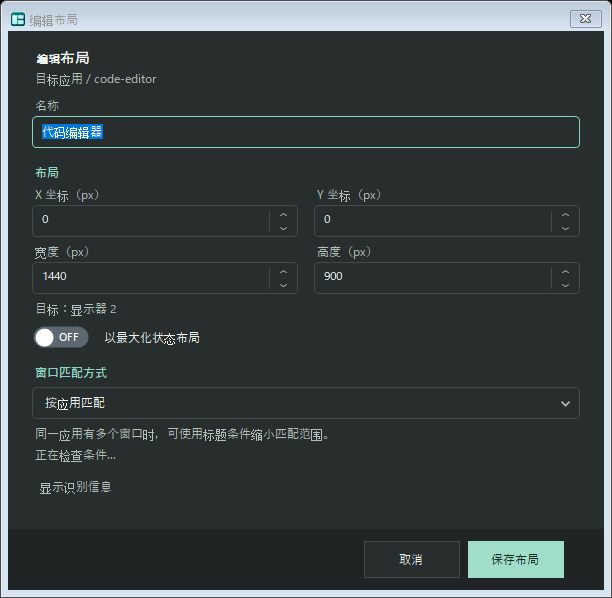 编辑布局
编辑布局
目标应用 / code-editor
名称
代码编辑器
布局
X 坐标（px）
Y 坐标（px）
0
0
宽度（px）
高度（px）
1440
900
目标：显示器 2
OFF
以最大化状态布局
窗口匹配方式
按应用匹配
同一应用有多个窗口时，可使用标题条件缩小匹配范围。
正在检查条件...
显示识别信息
取消
保存布局